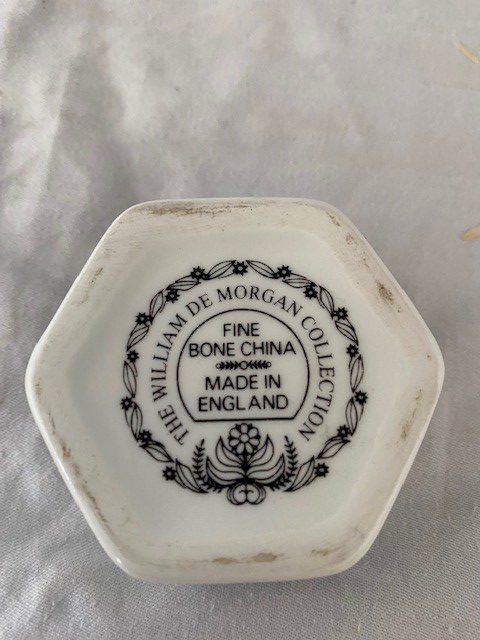 THE WILLIAM DE MORGAN COLLECTION
FINE
BONE CHINA
MADE IN
ENGLAND